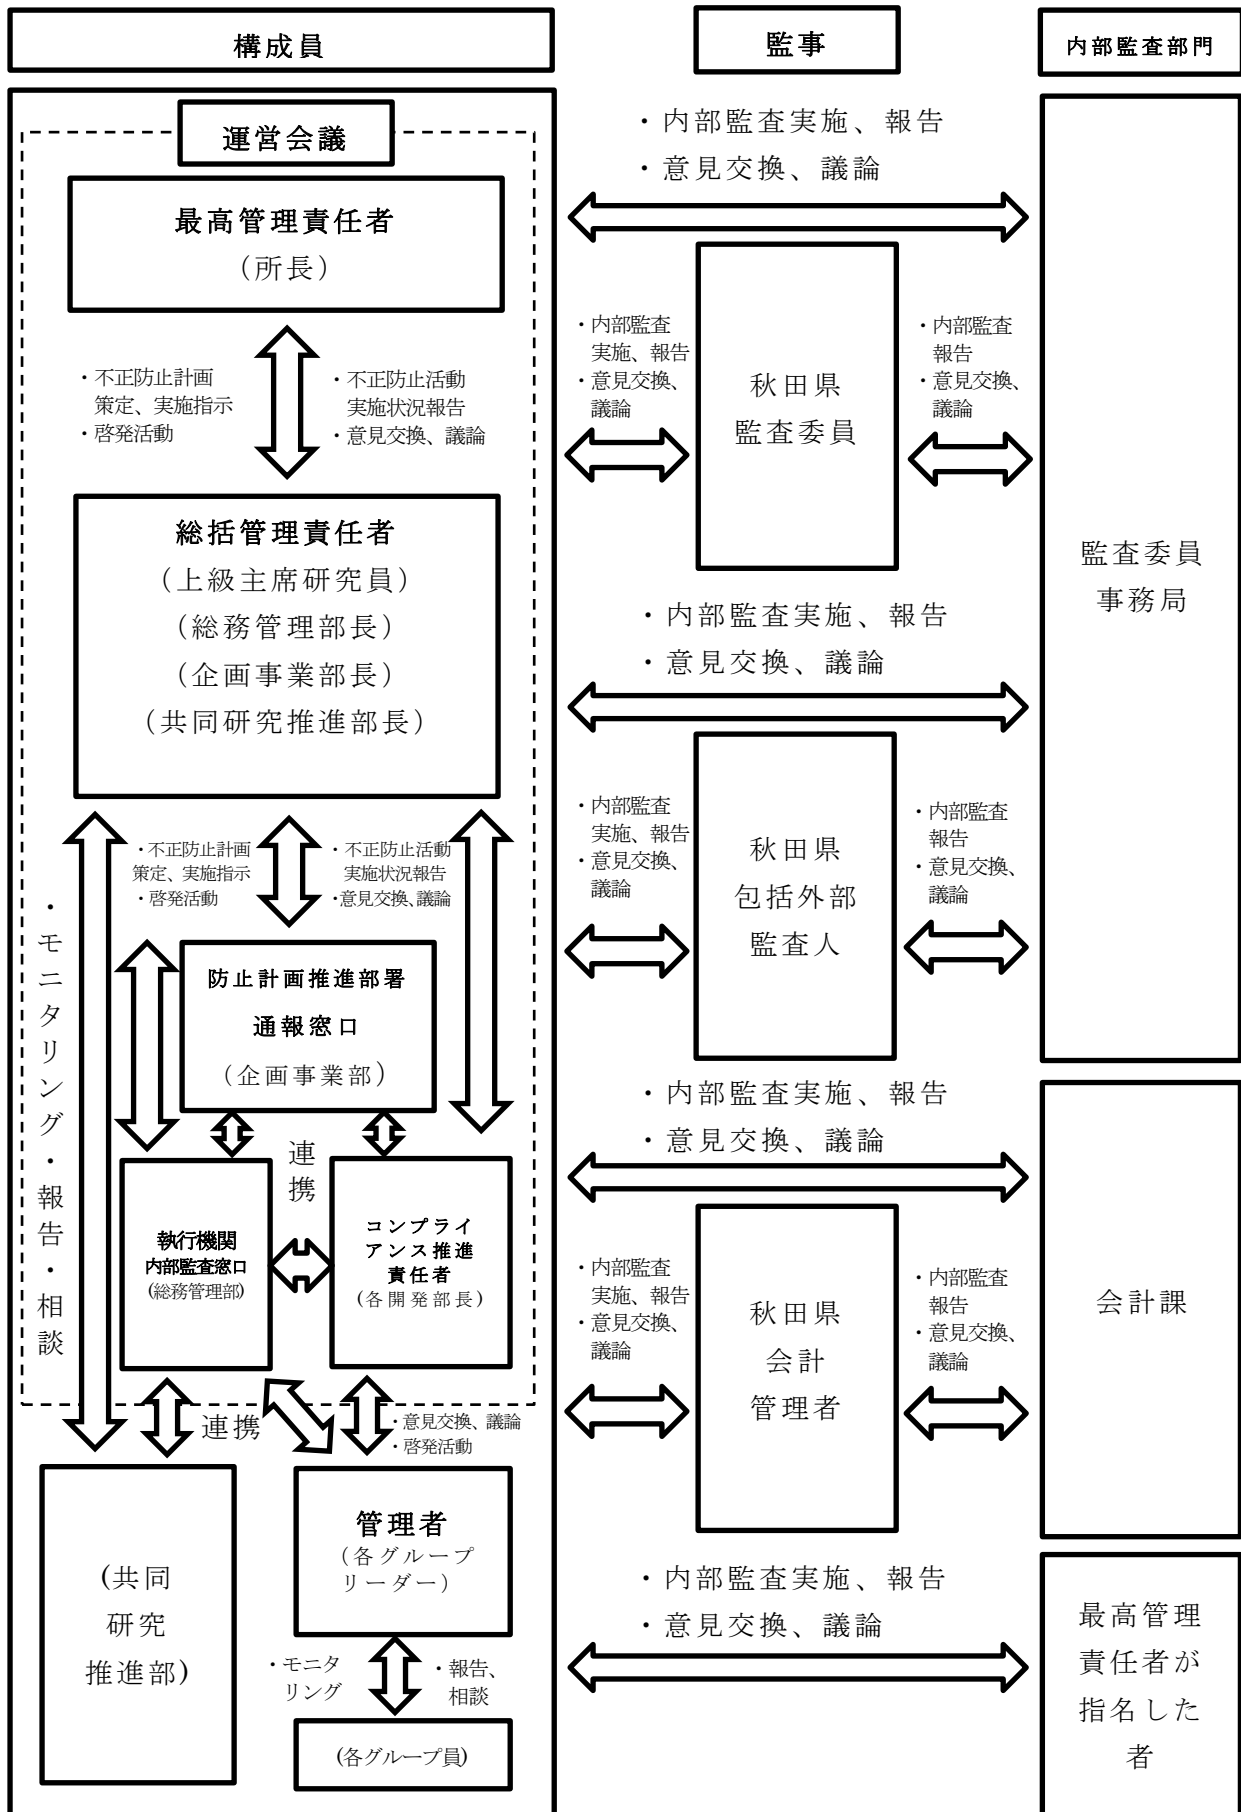 構成員
監事
内部監査部門
運営会議
最高管理責任者
（所長）
・不正防止計画
策定、実施指示
・啓発活動
・不正防止活動
実施状況報告
・意見交換、議論
総括管理責任者
（上級主席研究員）
（総務管理部長）
（企画事業部長）
（共同研究推進部長）
・不正防止計画
策定、実施指示
・啓発活動
・不正防止活動
実施状況報告
・意見交換、議論
・モニタリング・報告・相談
防止計画推進部署
通報窓口
（企画事業部）
連携
執行機関
内部監査窓口
(総務管理部)
コンプライ
アンス推進
責任者
（各開発部長）
連携
・意見交換、議論
・啓発活動
(共同
研究
推進部)
管理者
（各グループ
リーダー）
・モニタ
リング
・報告、
相談
(各グループ員)
・内部監査実施、報告
・意見交換、議論
・内部監査
実施、報告
・意見交換、
議論
秋田県
監査委員
・内部監査
報告
・意見交換、
議論
・内部監査実施、報告
・意見交換、議論
・内部監査
実施、報告
・意見交換、
議論
秋田県
包括外部
監査人
・内部監査
報告
・意見交換、
議論
・内部監査実施、報告
・意見交換、議論
・内部監査
実施、報告
・意見交換、
議論
秋田県
会計
管理者
・内部監査
報告
・意見交換、
議論
・内部監査実施、報告
・意見交換、議論
監査委員
事務局
会計課
最高管理
責任者が
指名した
者